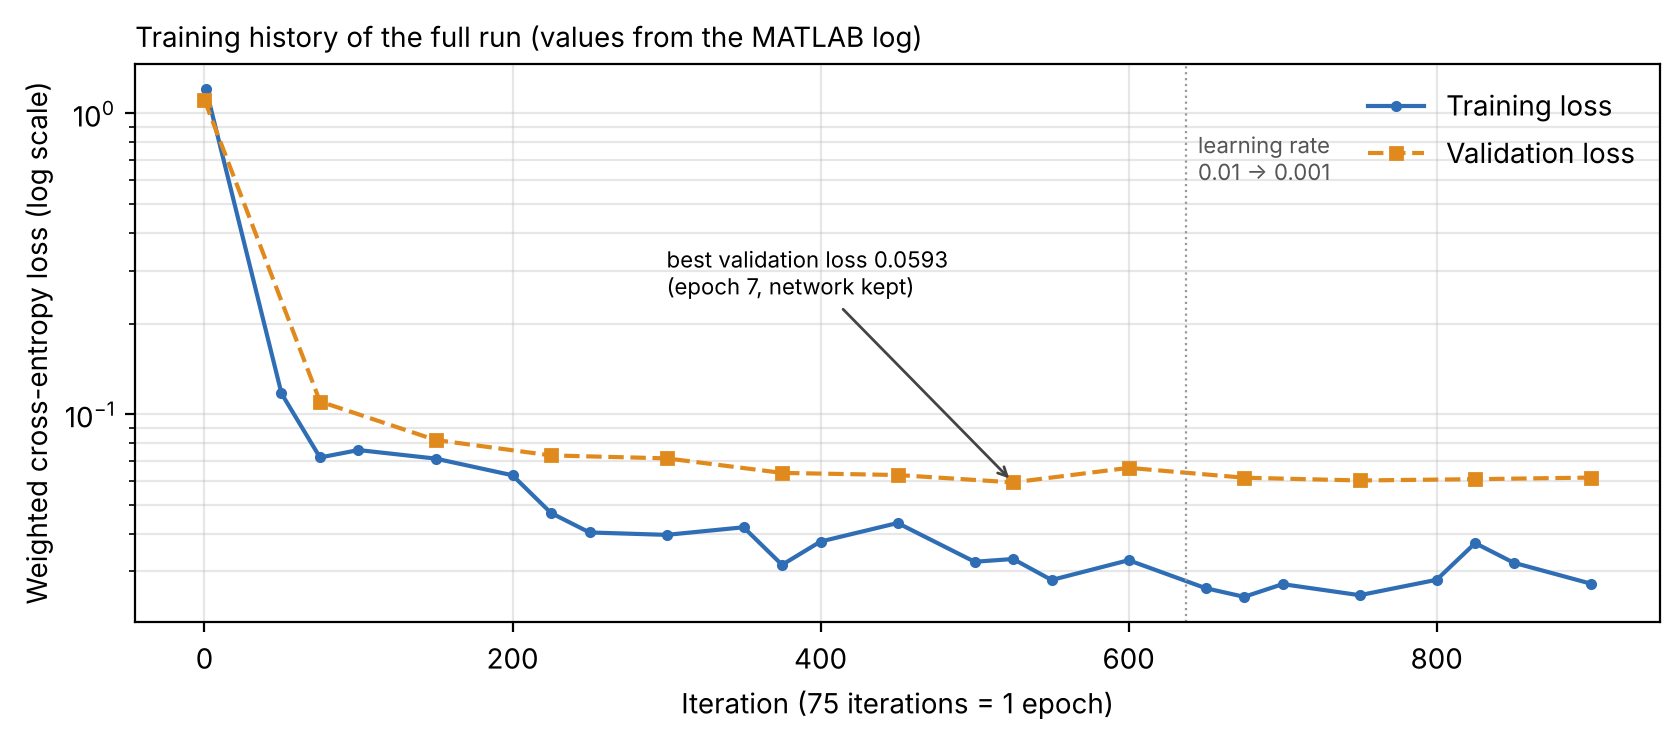 Training history of the full run (values from the MATLAB log)
Weighted cross-entropy loss (log scale)
10⁰
10⁻¹
learning rate
0.01 → 0.001
Training loss
Validation loss
best validation loss 0.0593
(epoch 7, network kept)
0 200 400 600 800
Iteration (75 iterations = 1 epoch)